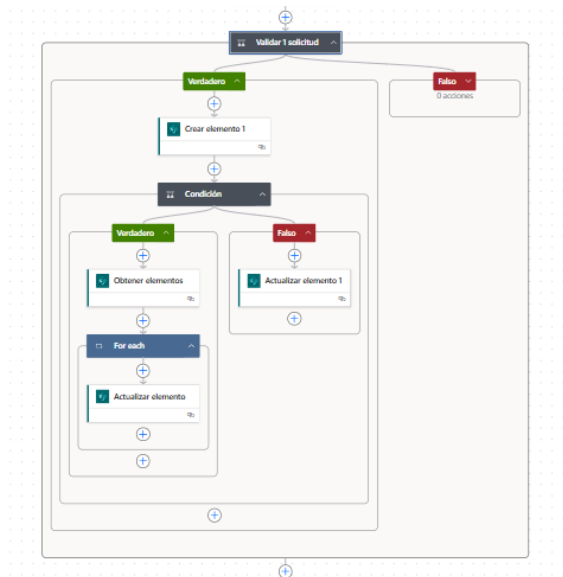 Validar 1 solicitud
Verdadero
Falso
0 acciones
Crear elemento 1
Condición
Verdadero
Falso
Obtener elementos
Actualizar elemento 1
For each
Actualizar elemento